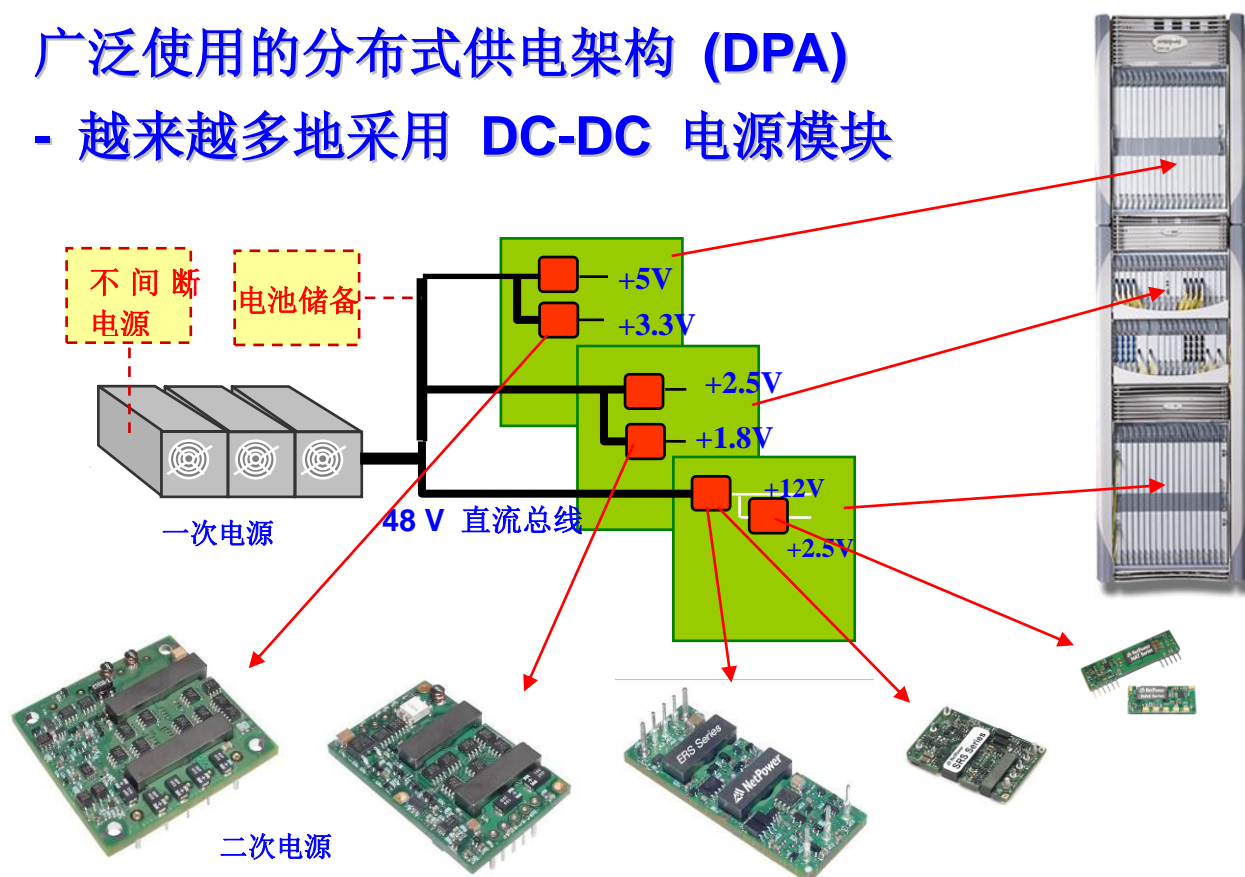 广泛使用的分布式供电架构 (DPA)
- 越来越多地采用 DC-DC 电源模块
不间断
电源
电池储备
+5V
+3.3V
+2.5V
+1.8V
+12V
+2.5V
一次电源
48 V 直流总线
二次电源
ERS Series
NetPower
NetPower
SRS Series
NetPower
NetPower